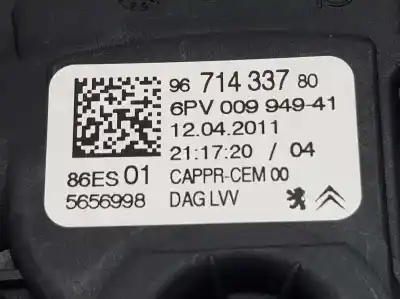 96 714 337 80
6PV 009 949-41
12.04.2011
21:17:20 / 04
86ES 01 CAPPR-CEM 00
5656998 DAG LVV